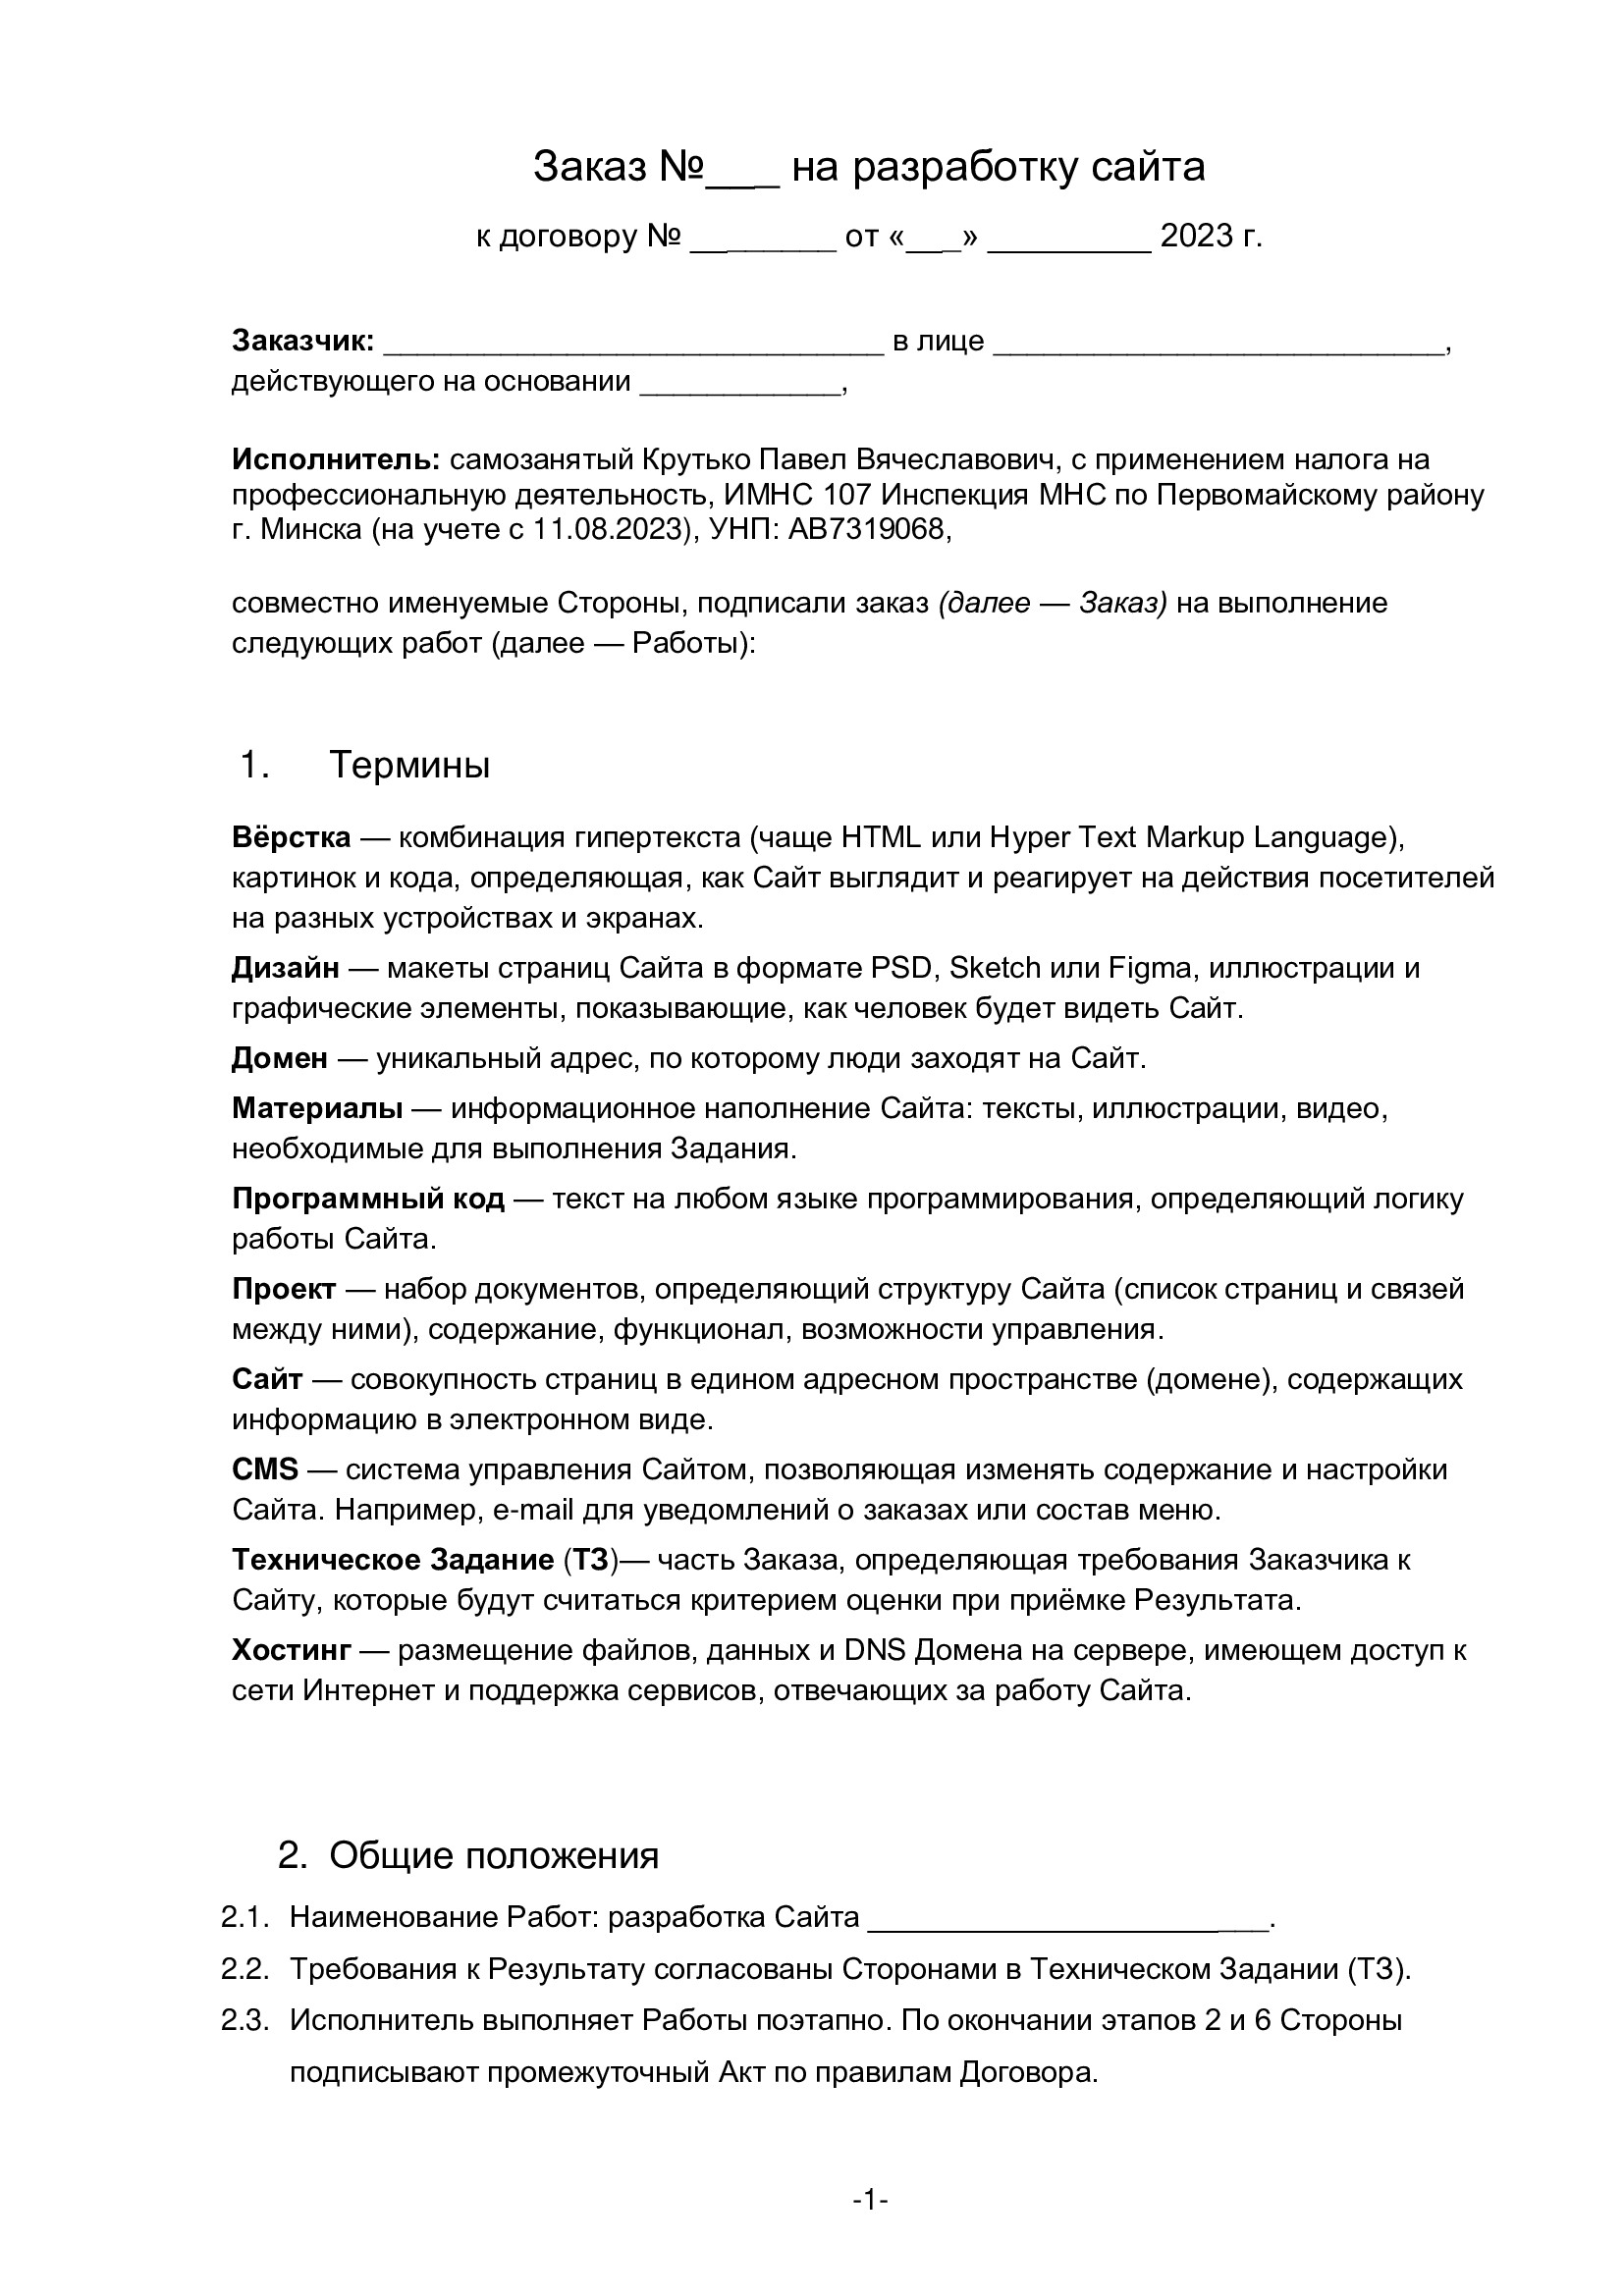 Заказ №___ на разработку сайта
к договору № ________ от «___» _________ 2023 г.
Заказчик: ______________________________ в лице ___________________________,
действующего на основании ____________,
Исполнитель: самозанятый Крутько Павел Вячеславович, с применением налога на
профессиональную деятельность, ИМНС 107 Инспекция МНС по Первомайскому району
г. Минска (на учете с 11.08.2023), УНП: АВ7319068,
совместно именуемые Стороны, подписали заказ (далее — Заказ) на выполнение
следующих работ (далее — Работы):
1. Термины
Вёрстка — комбинация гипертекста (чаще HTML или Hyper Text Markup Language),
картинок и кода, определяющая, как Сайт выглядит и реагирует на действия посетителей
на разных устройствах и экранах.
Дизайн — макеты страниц Сайта в формате PSD, Sketch или Figma, иллюстрации и
графические элементы, показывающие, как человек будет видеть Сайт.
Домен — уникальный адрес, по которому люди заходят на Сайт.
Материалы — информационное наполнение Сайта: тексты, иллюстрации, видео,
необходимые для выполнения Задания.
Программный код — текст на любом языке программирования, определяющий логику
работы Сайта.
Проект — набор документов, определяющий структуру Сайта (список страниц и связей
между ними), содержание, функционал, возможности управления.
Сайт — совокупность страниц в едином адресном пространстве (домене), содержащих
информацию в электронном виде.
CMS — система управления Сайтом, позволяющая изменять содержание и настройки
Сайта. Например, e-mail для уведомлений о заказах или состав меню.
Техническое Задание (ТЗ)— часть Заказа, определяющая требования Заказчика к
Сайту, которые будут считаться критерием оценки при приёмке Результата.
Хостинг — размещение файлов, данных и DNS Домена на сервере, имеющем доступ к
сети Интернет и поддержка сервисов, отвечающих за работу Сайта.
2. Общие положения
2.1. Наименование Работ: разработка Сайта ________________________.
2.2. Требования к Результату согласованы Сторонами в Техническом Задании (ТЗ).
2.3. Исполнитель выполняет Работы поэтапно. По окончании этапов 2 и 6 Стороны
подписывают промежуточный Акт по правилам Договора.
-1-